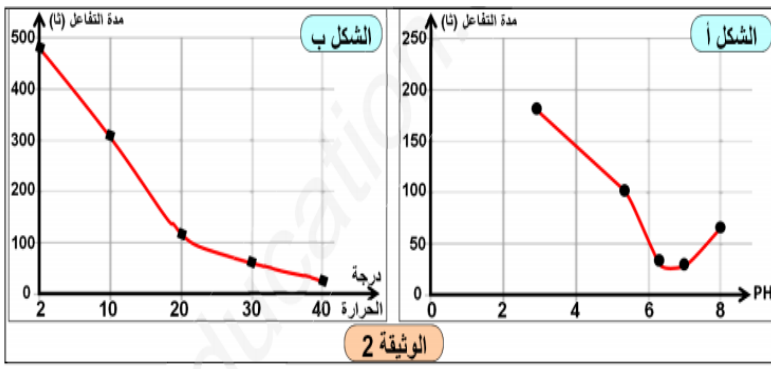 الشكل أ
مدة التفاعل (ثا)
250
200
150
100
50
0
0 2 4 6 8
PH
الشكل ب
مدة التفاعل (ثا)
500
400
300
200
100
0
2 10 20 30 40
درجة
الحرارة
الوثيقة 2
ducation